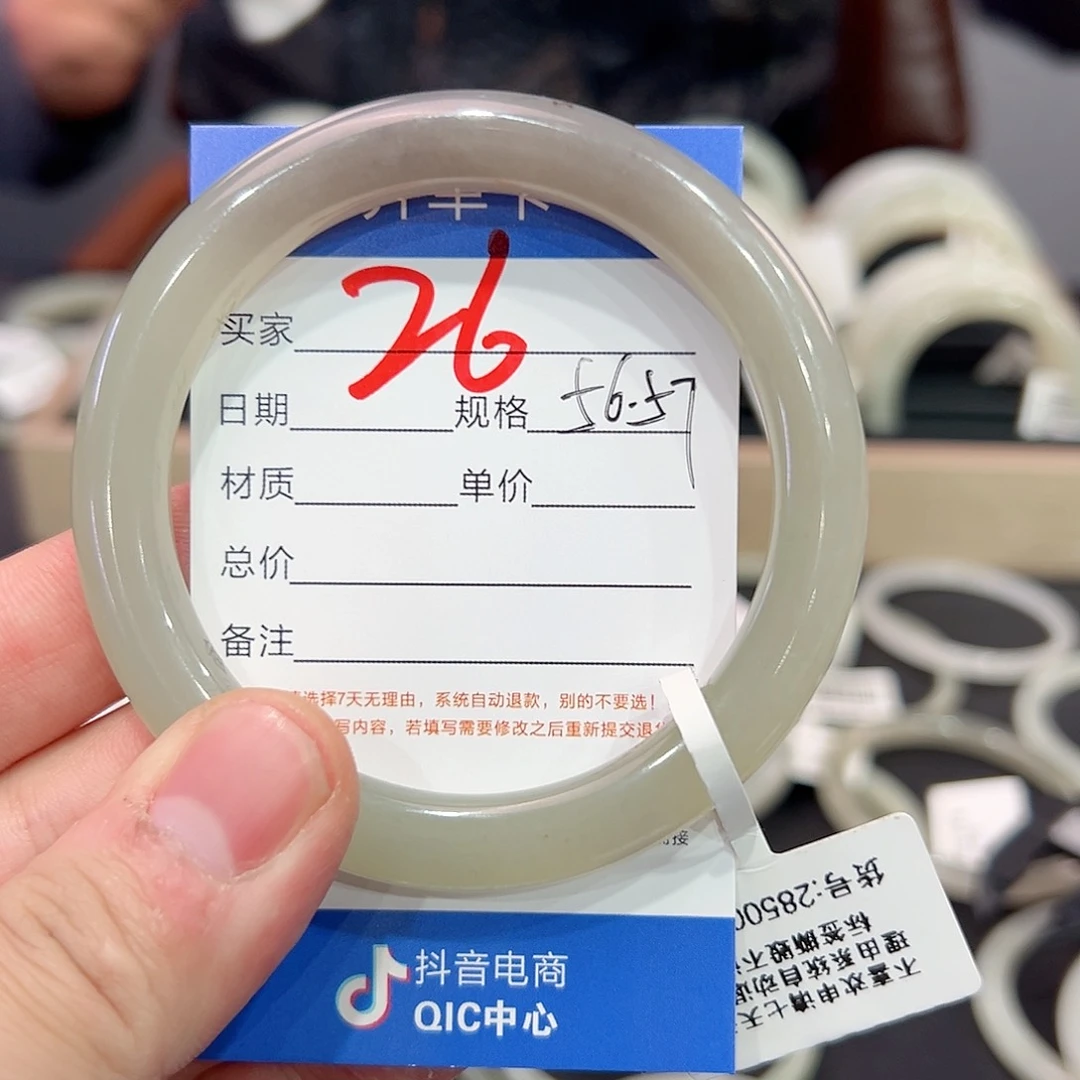 开单卡
26
买家
日期 规格 56-57
材质 单价
总价
备注
选择7天无理由，系统自动退款，别的不要选！
写内容，若填写需要修改之后重新提交退
抖音电商
QIC中心
货号:28500
标签撕毁不
理由系统自动退
不喜欢申请七天